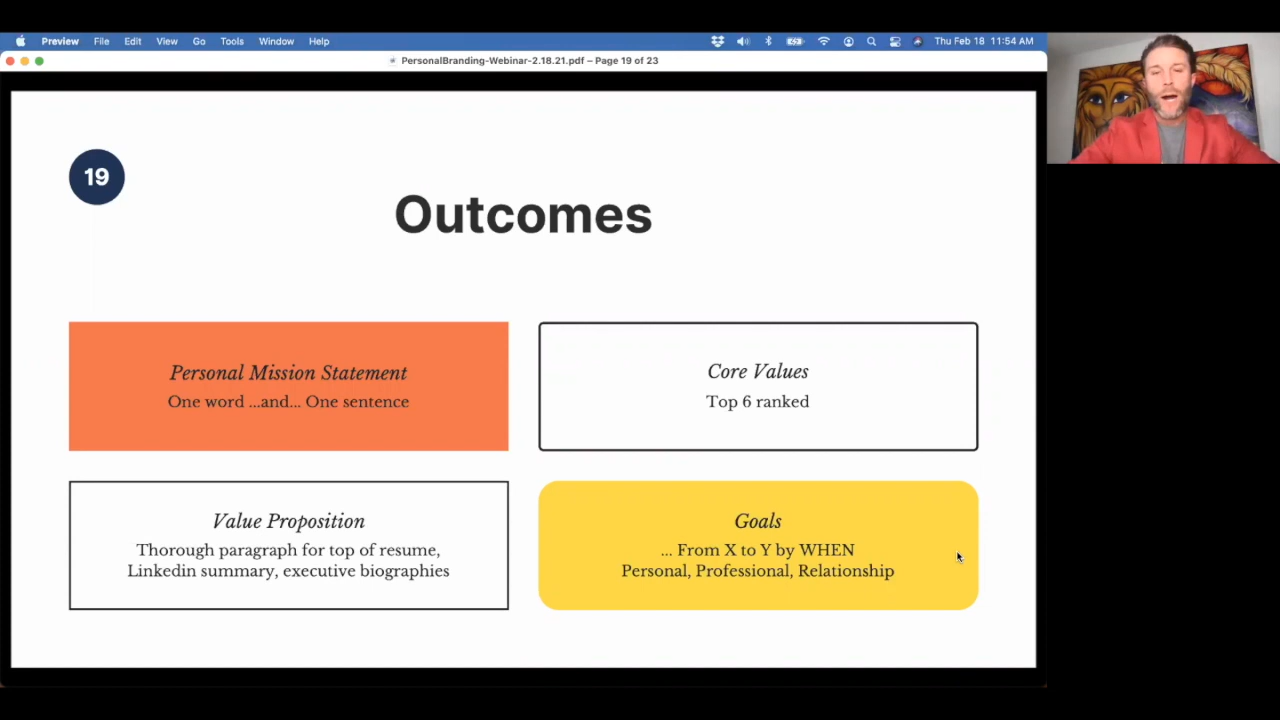 Preview File Edit View Go Tools Window Help Thu Feb 18 11:54 AM
PersonalBranding-Webinar-2.18.21.pdf – Page 19 of 23
19
Outcomes
Personal Mission Statement
One word ...and... One sentence
Core Values
Top 6 ranked
Value Proposition
Thorough paragraph for top of resume,
Linkedin summary, executive biographies
Goals
... From X to Y by WHEN
Personal, Professional, Relationship